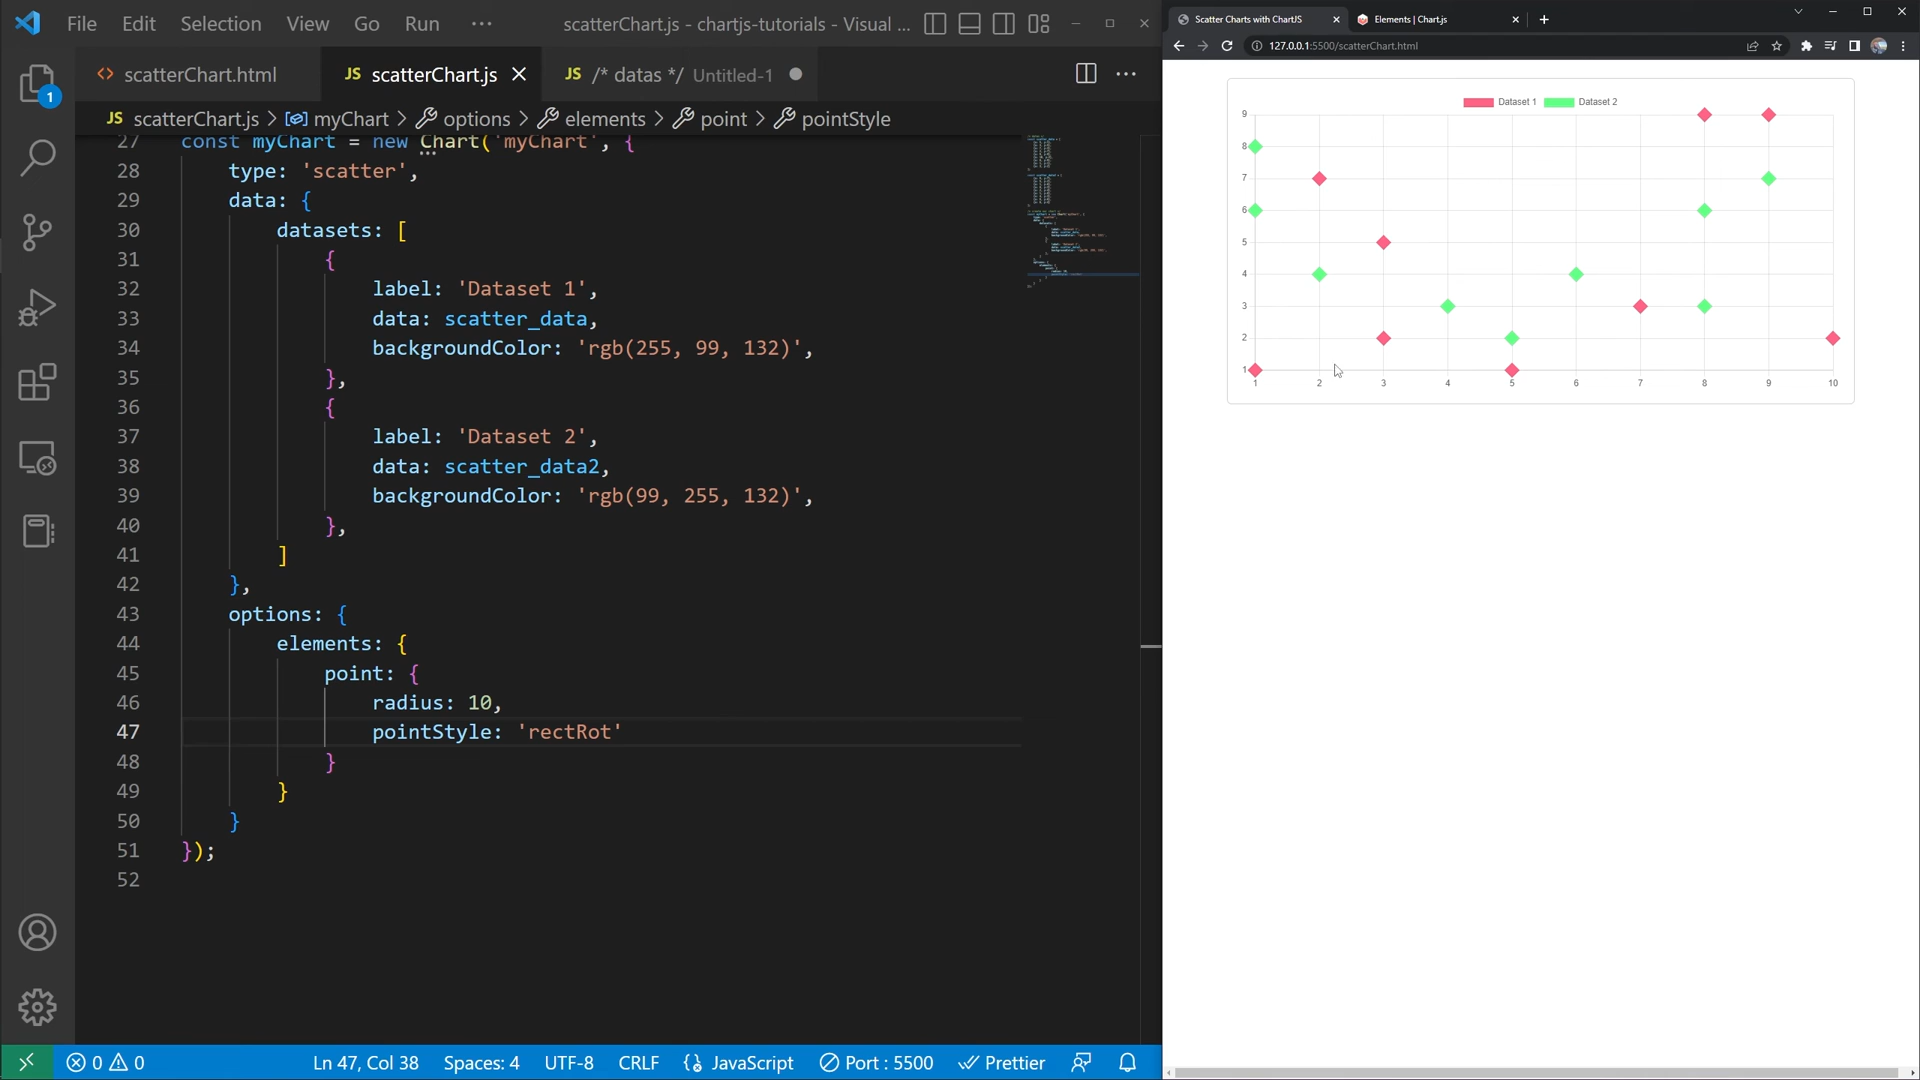 File Edit Selection View Go Run ··· scatterChart.js - chartjs-tutorials - Visual ...
scatterChart.html JS scatterChart.js JS /* datas */ Untitled-1
JS scatterChart.js > myChart > options > elements > point > pointStyle
1
27 const myChart = new Chart('myChart', {
28 type: 'scatter',
29 data: {
30 datasets: [
31 {
32 label: 'Dataset 1',
33 data: scatter_data,
34 backgroundColor: 'rgb(255, 99, 132)',
35 },
36 {
37 label: 'Dataset 2',
38 data: scatter_data2,
39 backgroundColor: 'rgb(99, 255, 132)',
40 },
41 ]
42 },
43 options: {
44 elements: {
45 point: {
46 radius: 10,
47 pointStyle: 'rectRot'
48 }
49 }
50 }
51 });
52
0 0 Ln 47, Col 38 Spaces: 4 UTF-8 CRLF {} JavaScript Port : 5500 Prettier
Scatter Charts with ChartJS Elements | Chart.js
127.0.0.1:5500/scatterChart.html
Dataset 1 Dataset 2
9
8
7
6
5
4
3
2
1
1 2 3 4 5 6 7 8 9 10